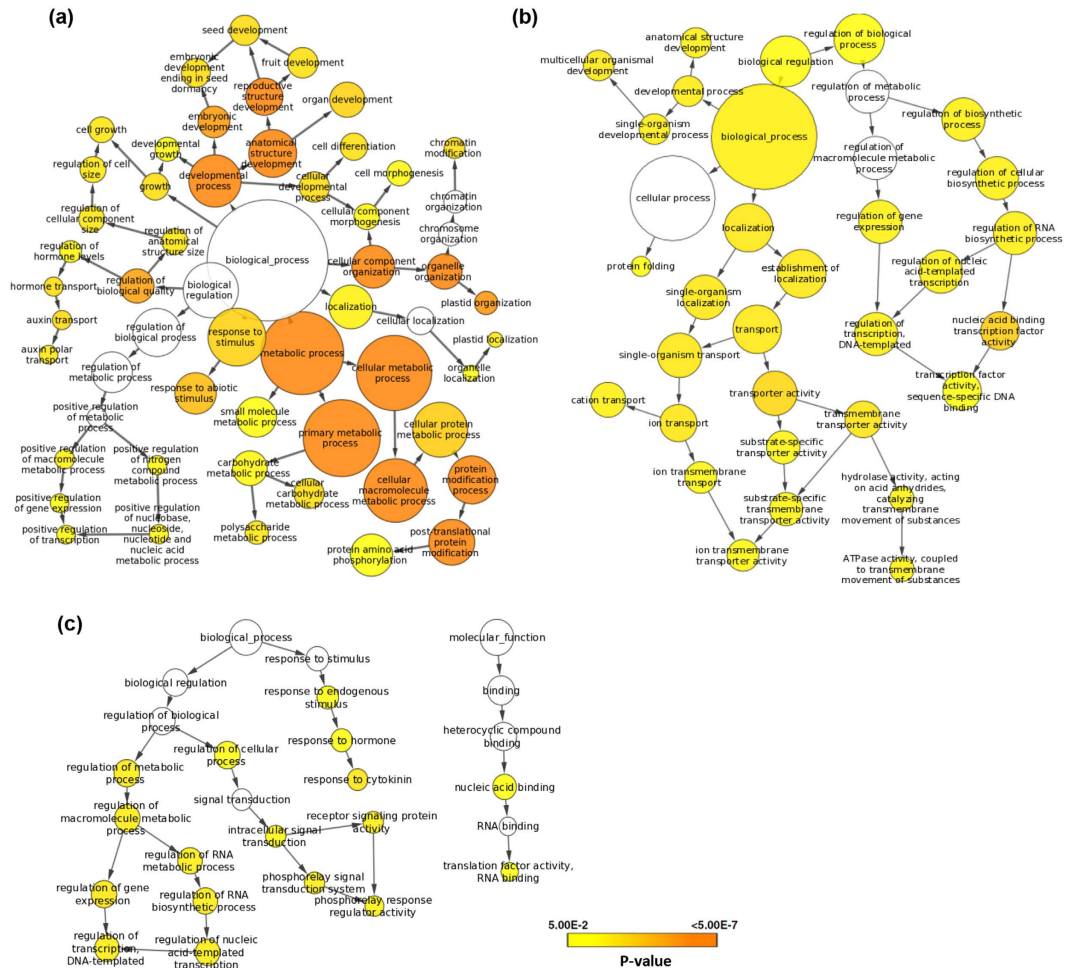 (a)
seed development
embryonic
development
ending in seed
dormancy
fruit development
reproductive
structure
development
organ development
embryonic
development
cell growth
developmental
growth
anatomical
structure
development
cell differentiation
chromatin
modification
regulation of cell
size
growth
developmental
process
cellular
developmental
process
cell morphogenesis
chromatin
organization
regulation of
cellular component
size
cellular component
morphogenesis
chromosome
organization
regulation of
hormone levels
regulation of
anatomical
structure size
biological_process
cellular component
organization
organelle
organization
hormone transport
regulation of
biological quality
biological
regulation
plastid organization
localization
auxin transport
regulation of
biological process
cellular localization
response to
stimulus
plastid localization
auxin polar
transport
metabolic process
regulation of
metabolic process
cellular metabolic
process
organelle
localization
response to abiotic
stimulus
positive regulation
of metabolic
process
small molecule
metabolic process
primary metabolic
process
cellular protein
metabolic process
positive regulation
of macromolecule
metabolic process
positive regulation
of nitrogen
compound
metabolic process
carbohydrate
metabolic process
cellular
carbohydrate
metabolic process
cellular
macromolecule
metabolic process
protein
modification
process
positive regulation
of gene expression
positive regulation
of transcription
positive regulation
of nucleobase,
nucleoside,
nucleotide and
nucleic acid
metabolic process
polysaccharide
metabolic process
post-translational
protein
modification
protein amino acid
phosphorylation
(b)
anatomical structure
development
regulation of biological
process
multicellular organismal
development
biological regulation
developmental process
regulation of metabolic
process
single-organism
developmental process
biological_process
regulation of biosynthetic
process
regulation of
macromolecule metabolic
process
cellular process
regulation of cellular
biosynthetic process
regulation of gene
expression
localization
regulation of RNA
biosynthetic process
protein folding
establishment of
localization
regulation of nucleic
acid-templated
transcription
single-organism
localization
transport
regulation of
transcription,
DNA-templated
nucleic acid binding
transcription factor
activity
single-organism transport
transcription factor
activity,
sequence-specific DNA
binding
cation transport
transporter activity
transmembrane
transporter activity
ion transport
substrate-specific
transporter activity
ion transmembrane
transport
hydrolase activity, acting
on acid anhydrides,
catalyzing
transmembrane
movement of substances
substrate-specific
transmembrane
transporter activity
ion transmembrane
transporter activity
ATPase activity, coupled
to transmembrane
movement of substances
(c)
biological_process
response to stimulus
biological regulation
response to endogenous
stimulus
regulation of biological
process
response to hormone
regulation of cellular
process
regulation of metabolic
process
response to cytokinin
signal transduction
regulation of
macromolecule metabolic
process
receptor signaling protein
activity
intracellular signal
transduction
regulation of RNA
metabolic process
regulation of gene
expression
phosphorelay signal
transduction system
regulation of RNA
biosynthetic process
phosphorelay response
regulator activity
regulation of
transcription,
DNA-templated
regulation of nucleic
acid-templated
transcription
molecular_function
binding
heterocyclic compound
binding
nucleic acid binding
RNA binding
translation factor activity,
RNA binding
5.00E-2
<5.00E-7
P-value